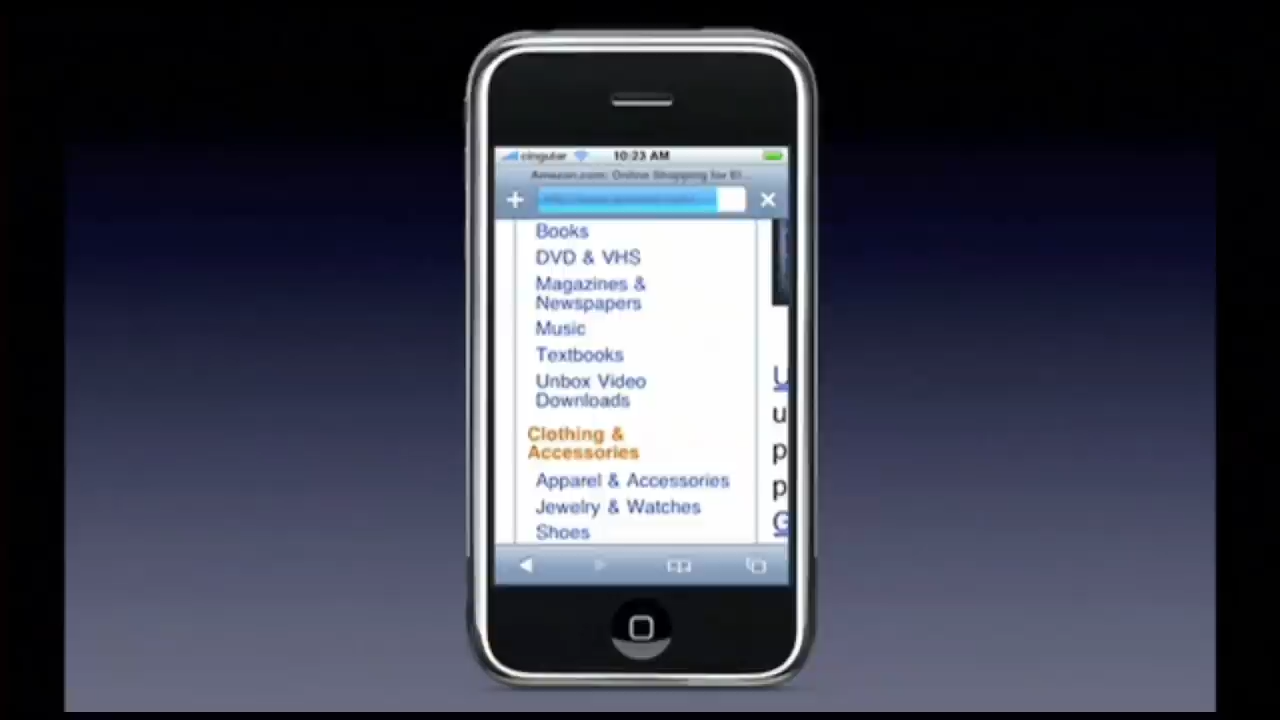 cingular 10:23 AM
Amazon.com: Online Shopping for El...
Books
DVD & VHS
Magazines &
Newspapers
Music
Textbooks
Unbox Video
Downloads
Clothing &
Accessories
Apparel & Accessories
Jewelry & Watches
Shoes
U
u
p
p
G